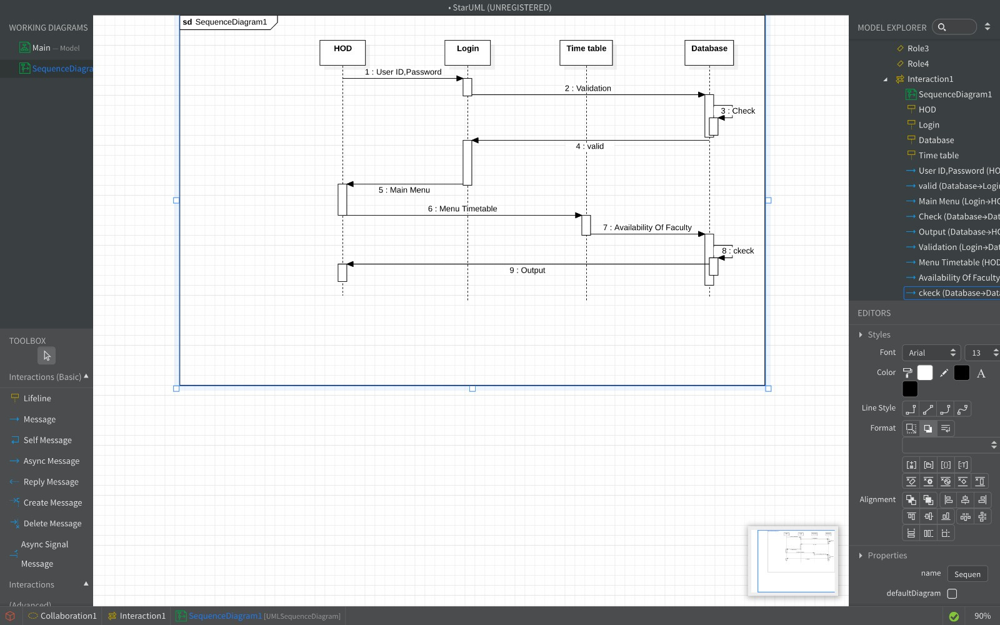 • StarUML (UNREGISTERED)
WORKING DIAGRAMS
Main — Model
SequenceDiagra
TOOLBOX
Interactions (Basic)
Lifeline
Message
Self Message
Async Message
Reply Message
Create Message
Delete Message
Async Signal
Message
Interactions
(Advanced)
sd SequenceDiagram1
HOD
Login
Time table
Database
1 : User ID,Password
2 : Validation
3 : Check
4 : valid
5 : Main Menu
6 : Menu Timetable
7 : Availability Of Faculty
8 : ckeck
9 : Output
MODEL EXPLORER
Role3
Role4
Interaction1
SequenceDiagram1
HOD
Login
Database
Time table
User ID,Password (HO
valid (Database→Logi
Main Menu (Login→HO
Check (Database→Dat
Output (Database→HO
Validation (Login→Dat
Menu Timetable (HOD
Availability Of Faculty
ckeck (Database→Data
EDITORS
Styles
Font Arial 13
Color A
Line Style
Format
Alignment
Properties
name Sequen
defaultDiagram
Collaboration1 Interaction1 SequenceDiagram1 [UMLSequenceDiagram] 90%